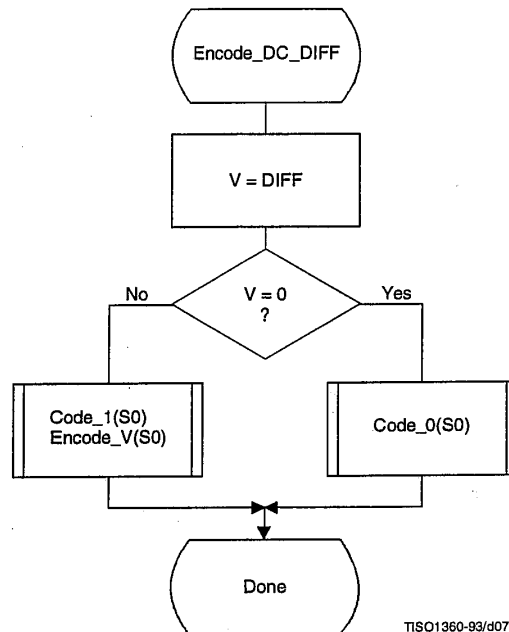 Encode_DC_DIFF
V = DIFF
No
V = 0
?
Yes
Code_1(S0)
Encode_V(S0)
Code_0(S0)
Done
TISO1360-93/d07